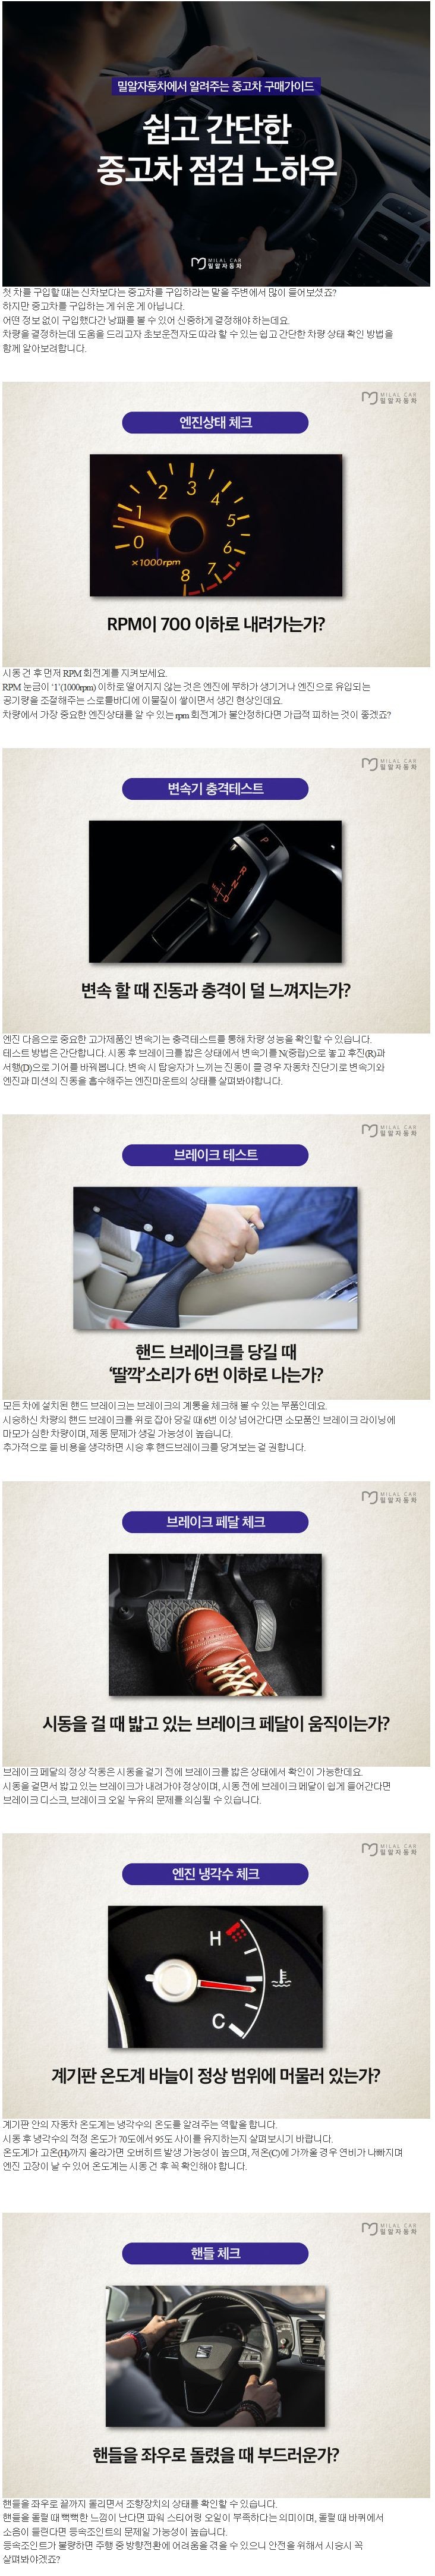 밀알자동차에서 알려주는 중고차 구매가이드
쉽고 간단한
중고차 점검 노하우
MILAL CAR
밀알자동차
첫 차를 구입할 때는 신차보다는 중고차를 구입하라는 말을 주변에서 많이 들어보셨죠?
하지만 중고차를 구입하는 게 쉬운 게 아닙니다.
어떤 정보 없이 구입했다간 낭패를 볼 수 있어 신중하게 결정해야 하는데요.
차량을 결정하는데 도움을 드리고자 초보운전자도 따라 할 수 있는 쉽고 간단한 차량 상태 확인 방법을
함께 알아보려합니다.
MILAL CAR
밀알자동차
엔진상태 체크
0
1
2
3
4
5
6
7
8
x1000rpm
RPM이 700 이하로 내려가는가?
시동 건 후 먼저 RPM 회전계를 지켜보세요.
RPM 눈금이 '1'(1000rpm) 이하로 떨어지지 않는 것은 엔진에 부하가 생기거나 엔진으로 유입되는
공기량을 조절해주는 스로틀바디에 이물질이 쌓이면서 생긴 현상인데요.
차량에서 가장 중요한 엔진상태를 알 수 있는 rpm 회전계가 불안정하다면 가급적 피하는 것이 좋겠죠?
MILAL CAR
밀알자동차
변속기 충격테스트
P
R
N
D
변속 할 때 진동과 충격이 덜 느껴지는가?
엔진 다음으로 중요한 고가제품인 변속기는 충격테스트를 통해 차량 성능을 확인할 수 있습니다.
테스트 방법은 간단합니다. 시동 후 브레이크를 밟은 상태에서 변속기를 N(중립)으로 놓고 후진(R)과
서행(D)으로 기어를 바꿔봅니다. 변속 시 탑승자가 느끼는 진동이 클 경우 자동차 진단기로 변속기와
엔진과 미션의 진동을 흡수해주는 엔진마운트의 상태를 살펴봐야합니다.
MILAL CAR
밀알자동차
브레이크 테스트
핸드 브레이크를 당길 때
'딸깍'소리가 6번 이하로 나는가?
모든 차에 설치된 핸드 브레이크는 브레이크의 계통을 체크해 볼 수 있는 부품인데요.
시승하신 차량의 핸드 브레이크를 위로 잡아 당길 때 6번 이상 넘어간다면 소모품인 브레이크 라이닝에
마모가 심한 차량이며, 제동 문제가 생길 가능성이 높습니다.
추가적으로 들 비용을 생각하면 시승 후 핸드브레이크를 당겨보는 걸 권합니다.
MILAL CAR
밀알자동차
브레이크 페달 체크
시동을 걸 때 밟고 있는 브레이크 페달이 움직이는가?
브레이크 페달의 정상 작동은 시동을 걸기 전에 브레이크를 밟은 상태에서 확인이 가능한데요.
시동을 걸면서 밟고 있는 브레이크가 내려가야 정상이며, 시동 전에 브레이크 페달이 쉽게 들어간다면
브레이크 디스크, 브레이크 오일 누유의 문제를 의심될 수 있습니다.
MILAL CAR
밀알자동차
엔진 냉각수 체크
H
C
계기판 온도계 바늘이 정상 범위에 머물러 있는가?
계기판 안의 자동차 온도계는 냉각수의 온도를 알려주는 역할을 합니다.
시동 후 냉각수의 적정 온도가 70도에서 95도 사이를 유지하는지 살펴보시기 바랍니다.
온도계가 고온(H)까지 올라가면 오버히트 발생 가능성이 높으며, 저온(C)에 가까울 경우 연비가 나빠지며
엔진 고장이 날 수 있어 온도계는 시동 건 후 꼭 확인해야 합니다.
MILAL CAR
밀알자동차
핸들 체크
핸들을 좌우로 돌렸을 때 부드러운가?
핸들을 좌우로 끝까지 돌리면서 조향장치의 상태를 확인할 수 있습니다.
핸들을 돌릴 때 뻑뻑한 느낌이 난다면 파워 스티어링 오일이 부족하다는 의미이며, 돌릴 때 바퀴에서
소음이 들린다면 등속조인트의 문제일 가능성이 높습니다.
등속조인트가 불량하면 주행 중 방향전환에 어려움을 겪을 수 있으니 안전을 위해서 시승시 꼭
살펴봐야겠죠?